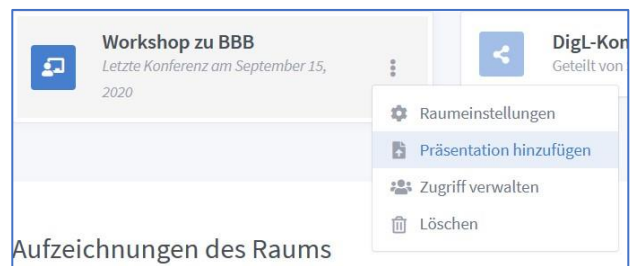 Workshop zu BBB
Letzte Konferenz am September 15,
2020
DigL-Kon
Geteilt von
Raumeinstellungen
Präsentation hinzufügen
Zugriff verwalten
Löschen
Aufzeichnungen des Raums